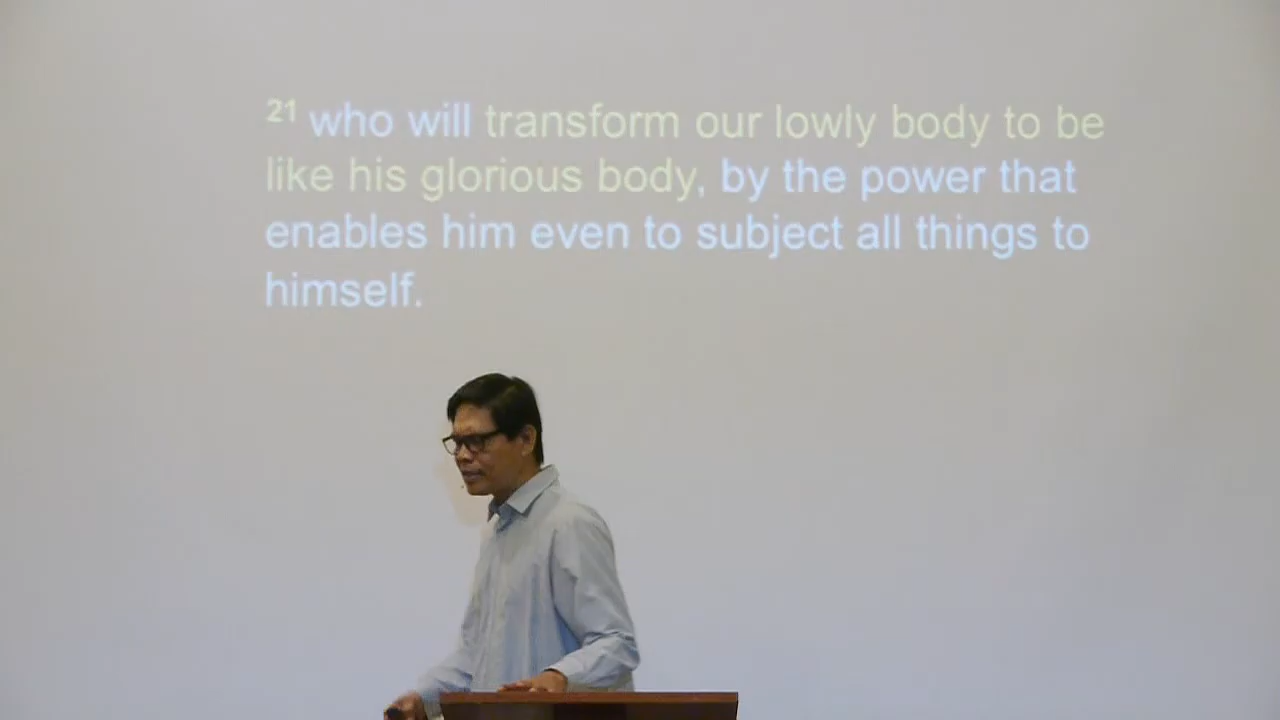 21 who will transform our lowly body to be
like his glorious body, by the power that
enables him even to subject all things to
himself.